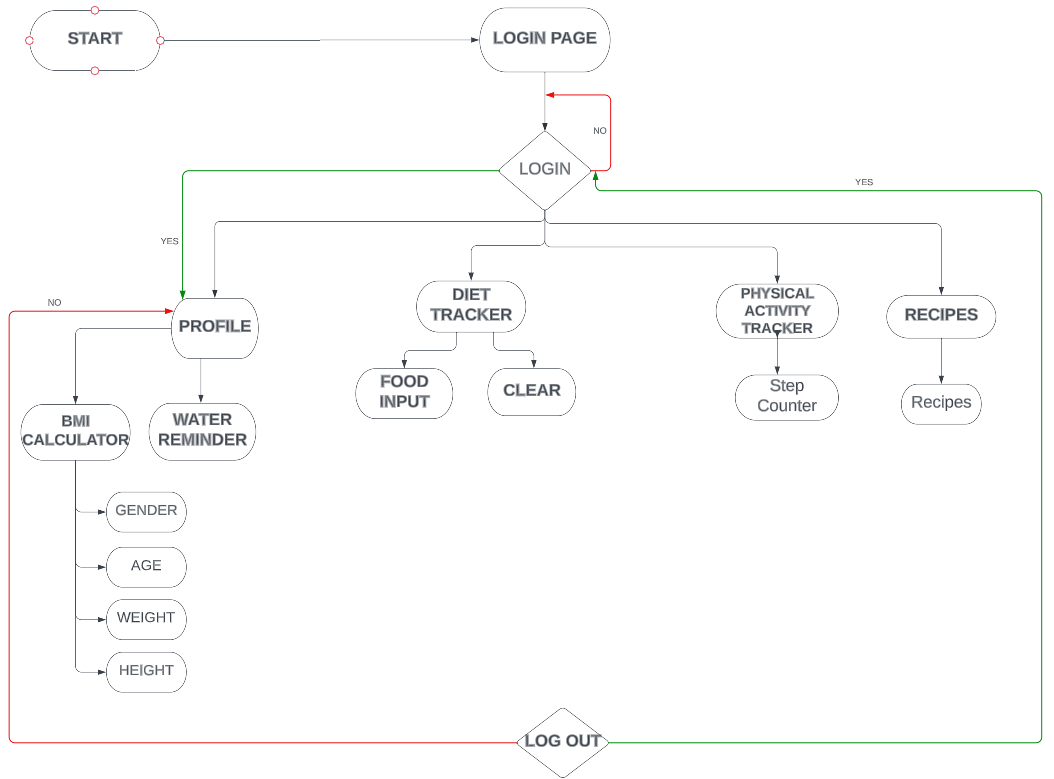 START
LOGIN PAGE
NO
LOGIN
YES
YES
NO
PROFILE
DIET
TRACKER
PHYSICAL
ACTIVITY
TRACKER
RECIPES
FOOD
INPUT
CLEAR
Step
Counter
Recipes
BMI
CALCULATOR
WATER
REMINDER
GENDER
AGE
WEIGHT
HEIGHT
LOG OUT